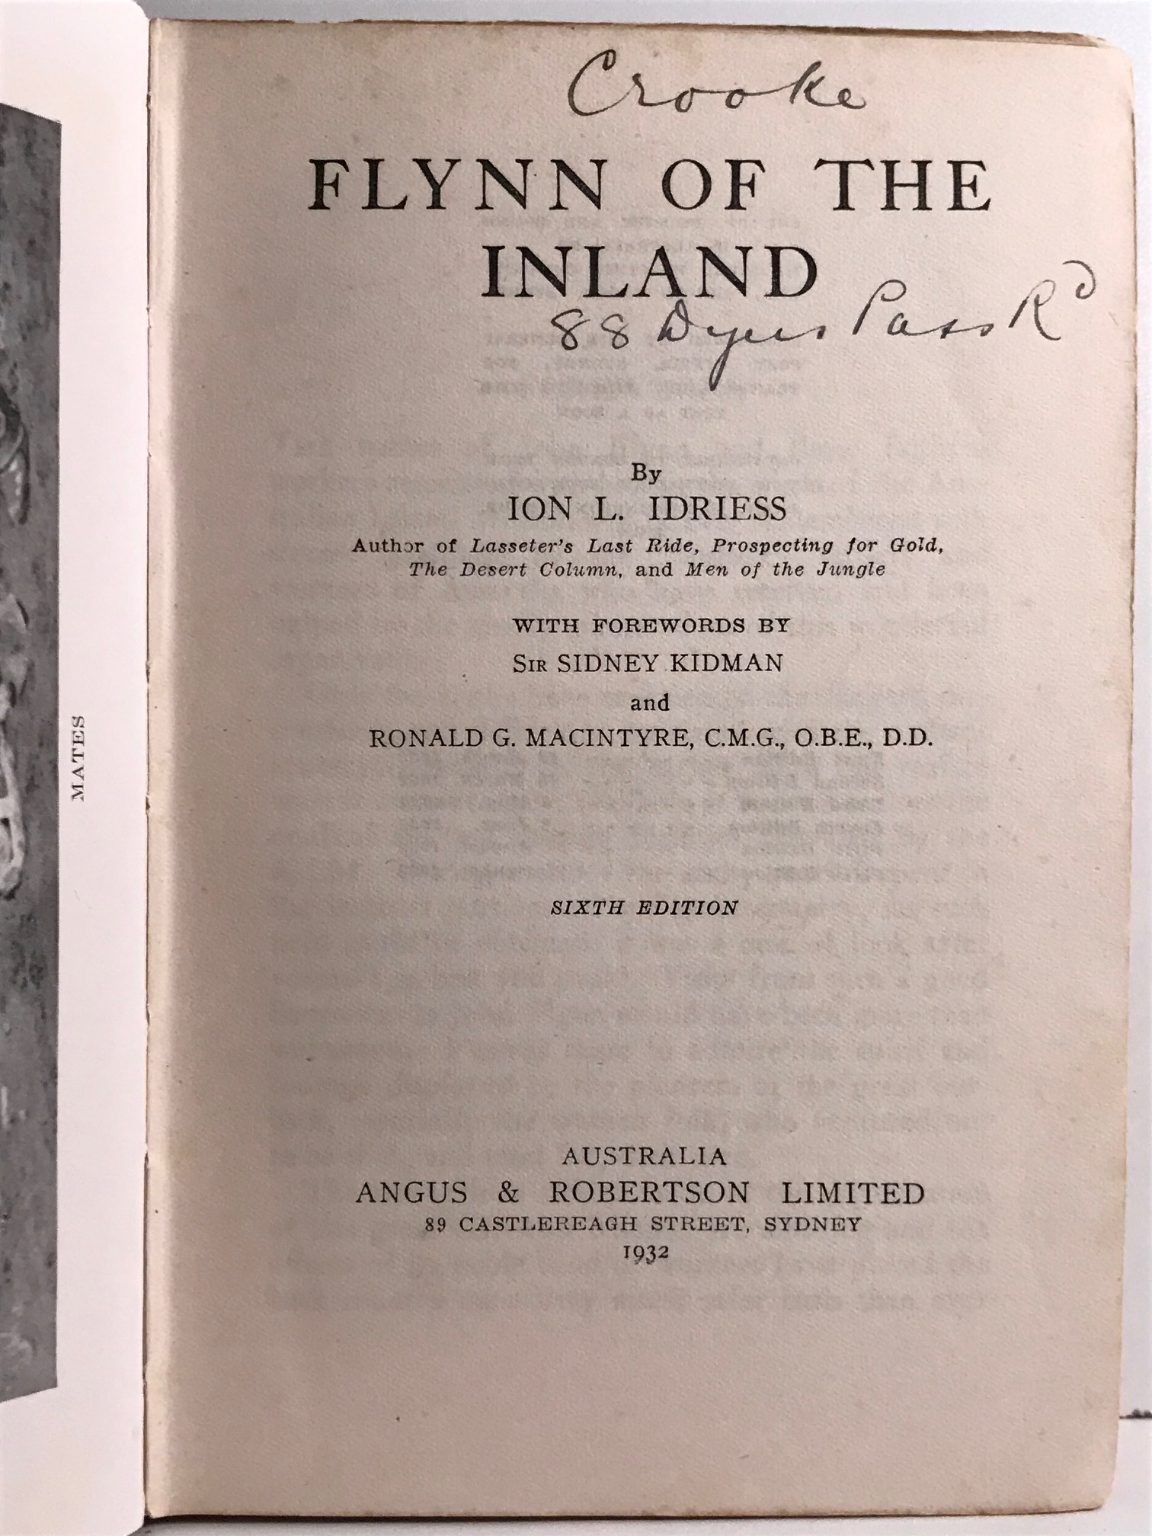 MATES
Crooke
FLYNN OF THE
INLAND
88 Dyers Pass Rd
By
ION L. IDRIESS
Author of Lasseter's Last Ride, Prospecting for Gold,
The Desert Column, and Men of the Jungle
WITH FOREWORDS BY
SIR SIDNEY KIDMAN
and
RONALD G. MACINTYRE, C.M.G., O.B.E., D.D.
SIXTH EDITION
AUSTRALIA
ANGUS & ROBERTSON LIMITED
89 CASTLEREAGH STREET, SYDNEY
1932